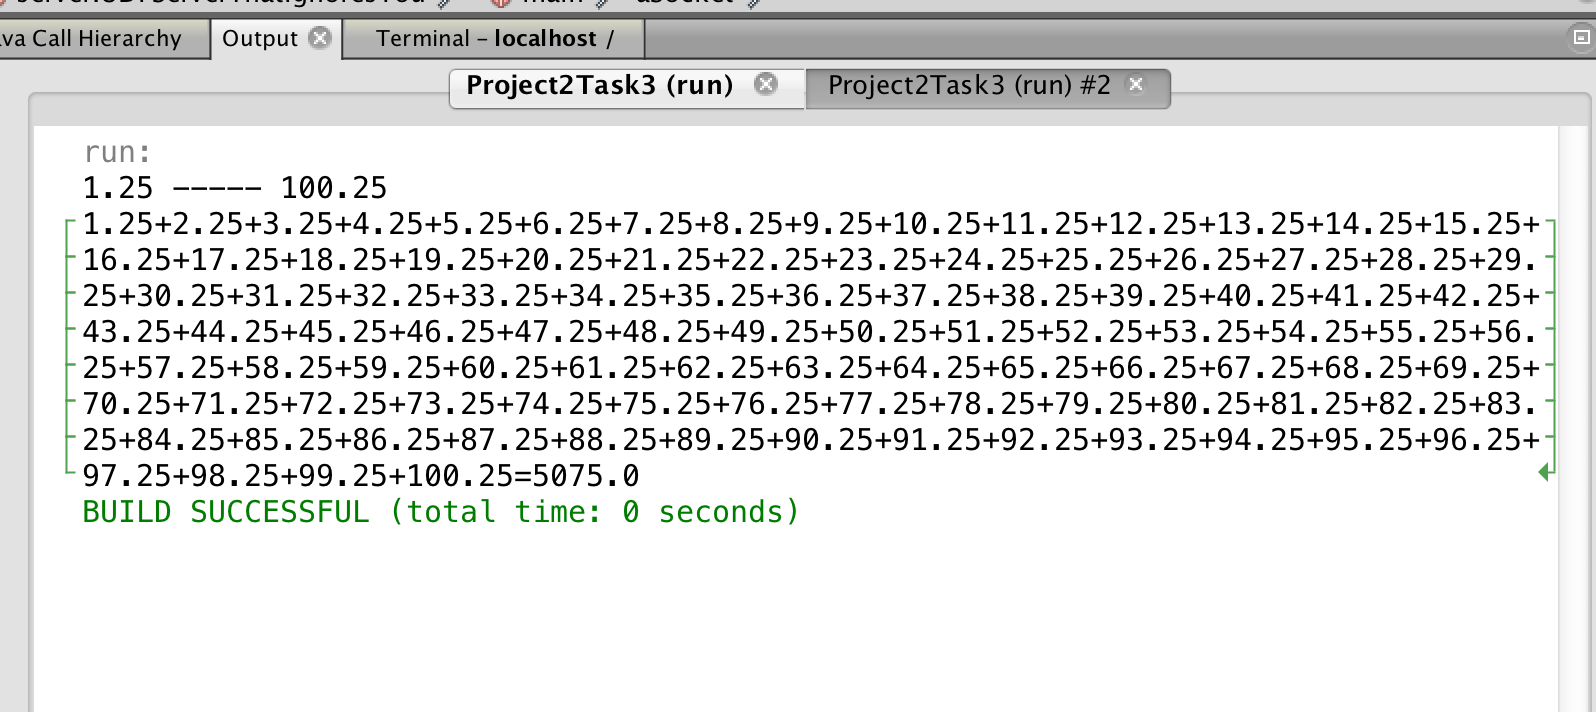 Java Call Hierarchy Output Terminal – localhost /
Project2Task3 (run) Project2Task3 (run) #2
run:
1.25 ----- 100.25
1.25+2.25+3.25+4.25+5.25+6.25+7.25+8.25+9.25+10.25+11.25+12.25+13.25+14.25+15.25+
16.25+17.25+18.25+19.25+20.25+21.25+22.25+23.25+24.25+25.25+26.25+27.25+28.25+29.
25+30.25+31.25+32.25+33.25+34.25+35.25+36.25+37.25+38.25+39.25+40.25+41.25+42.25+
43.25+44.25+45.25+46.25+47.25+48.25+49.25+50.25+51.25+52.25+53.25+54.25+55.25+56.
25+57.25+58.25+59.25+60.25+61.25+62.25+63.25+64.25+65.25+66.25+67.25+68.25+69.25+
70.25+71.25+72.25+73.25+74.25+75.25+76.25+77.25+78.25+79.25+80.25+81.25+82.25+83.
25+84.25+85.25+86.25+87.25+88.25+89.25+90.25+91.25+92.25+93.25+94.25+95.25+96.25+
97.25+98.25+99.25+100.25=5075.0
BUILD SUCCESSFUL (total time: 0 seconds)